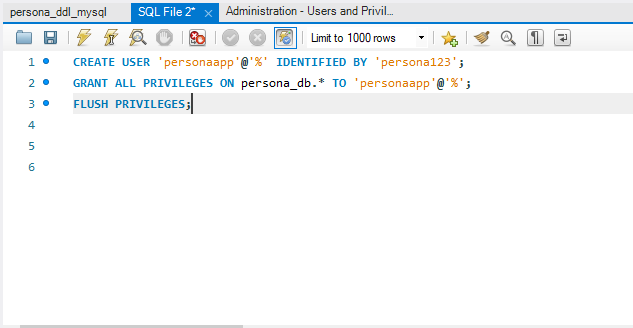 persona_ddl_mysql
SQL File 2*
Administration - Users and Privil...
Limit to 1000 rows
1 CREATE USER 'personaapp'@'%' IDENTIFIED BY 'persona123';
2 GRANT ALL PRIVILEGES ON persona_db.* TO 'personaapp'@'%';
3 FLUSH PRIVILEGES;
4
5
6